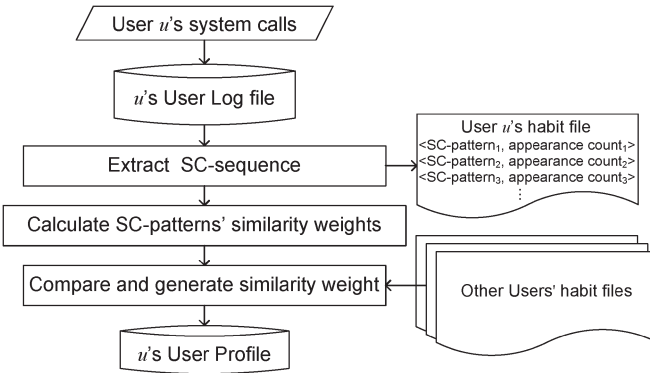 User u's system calls
u's User Log file
Extract SC-sequence
User u's habit file
<SC-pattern₁, appearance count₁>
<SC-pattern₂, appearance count₂>
<SC-pattern₃, appearance count₃>
⋮
Calculate SC-patterns' similarity weights
Compare and generate similarity weight
Other Users' habit files
u's User Profile